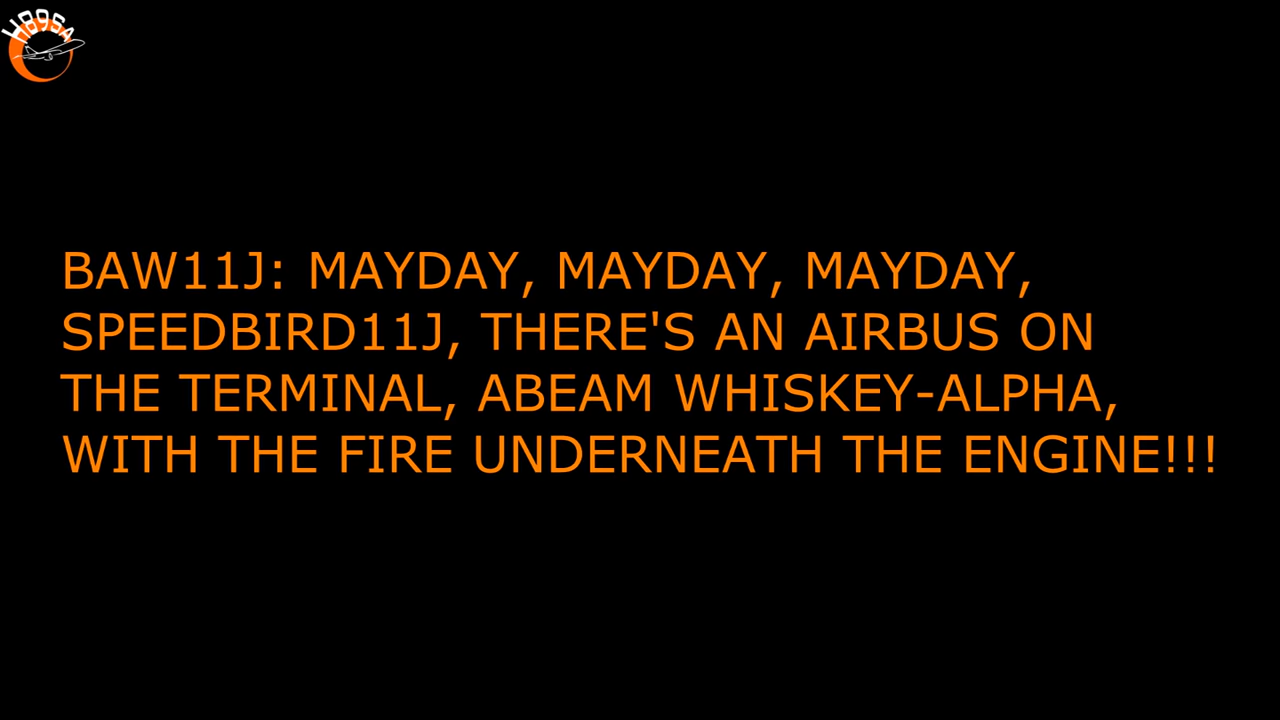 H89SA
BAW11J: MAYDAY, MAYDAY, MAYDAY,
SPEEDBIRD11J, THERE'S AN AIRBUS ON
THE TERMINAL, ABEAM WHISKEY-ALPHA,
WITH THE FIRE UNDERNEATH THE ENGINE!!!